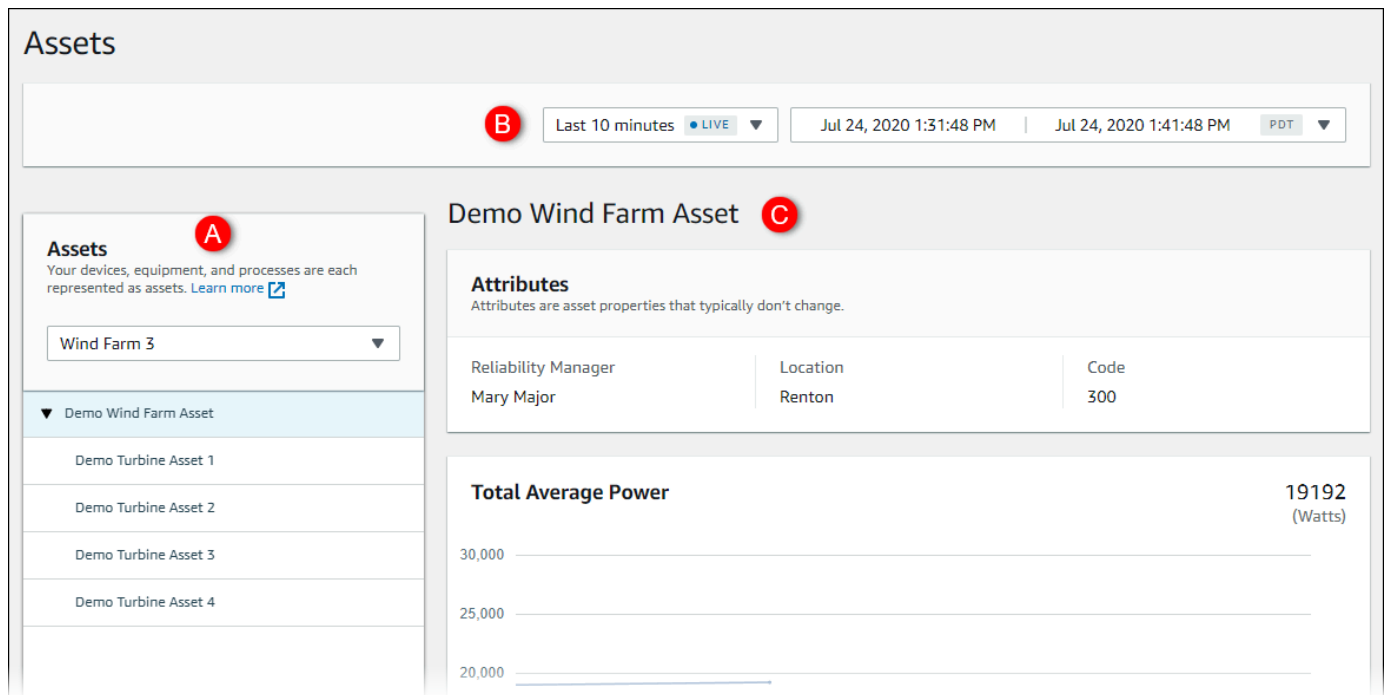 Assets
B
Last 10 minutes LIVE
Jul 24, 2020 1:31:48 PM | Jul 24, 2020 1:41:48 PM PDT
A
Assets
Your devices, equipment, and processes are each
represented as assets. Learn more
Wind Farm 3
Demo Wind Farm Asset
Demo Turbine Asset 1
Demo Turbine Asset 2
Demo Turbine Asset 3
Demo Turbine Asset 4
Demo Wind Farm Asset C
Attributes
Attributes are asset properties that typically don't change.
Reliability Manager Location Code
Mary Major Renton 300
Total Average Power 19192
(Watts)
30,000
25,000
20,000